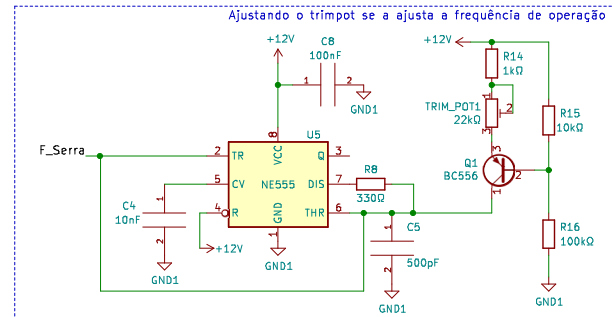 Ajustando o trimpot se a ajusta a frequência de operação
+12V
C8
100nF
1
2
GND1
+12V
R14
1kΩ
TRIM_POT1
22kΩ
1
2
3
R15
10kΩ
Q1
BC556
3
2
1
R16
100kΩ
GND1
F_Serra
U5
NE555
8
VCC
2
TR
Q
3
5
CV
DIS
7
4
R
THR
6
GND
1
GND1
R8
330Ω
C4
10nF
1
2
GND1
+12V
C5
500pF
1
2
GND1